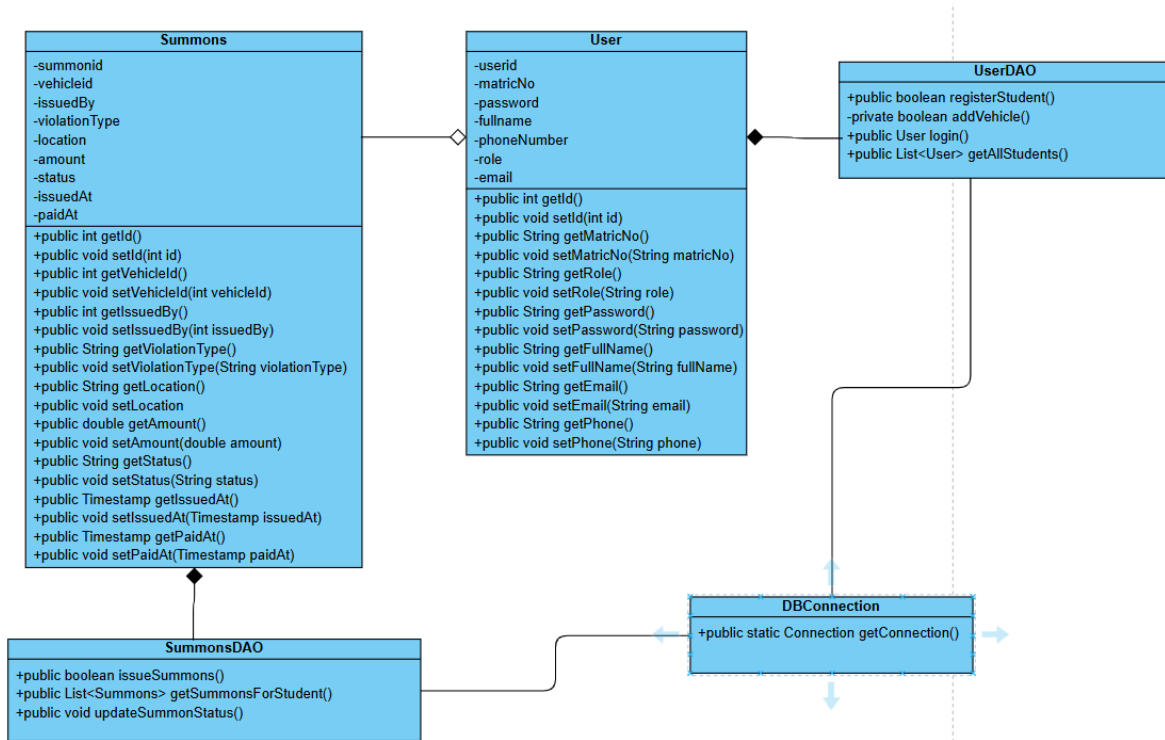 Summons
-summonid
-vehicleid
-issuedBy
-violationType
-location
-amount
-status
-issuedAt
-paidAt
+public int getId()
+public void setId(int id)
+public int getVehicleId()
+public void setVehicleId(int vehicleId)
+public int getIssuedBy()
+public void setIssuedBy(int issuedBy)
+public String getViolationType()
+public void setViolationType(String violationType)
+public String getLocation()
+public void setLocation
+public double getAmount()
+public void setAmount(double amount)
+public String getStatus()
+public void setStatus(String status)
+public Timestamp getIssuedAt()
+public void setIssuedAt(Timestamp issuedAt)
+public Timestamp getPaidAt()
+public void setPaidAt(Timestamp paidAt)
User
-userid
-matricNo
-password
-fullname
-phoneNumber
-role
-email
+public int getId()
+public void setId(int id)
+public String getMatricNo()
+public void setMatricNo(String matricNo)
+public String getRole()
+public void setRole(String role)
+public String getPassword()
+public void setPassword(String password)
+public String getFullName()
+public void setFullName(String fullName)
+public String getEmail()
+public void setEmail(String email)
+public String getPhone()
+public void setPhone(String phone)
UserDAO
+public boolean registerStudent()
-private boolean addVehicle()
+public User login()
+public List<User> getAllStudents()
DBConnection
+public static Connection getConnection()
SummonsDAO
+public boolean issueSummons()
+public List<Summons> getSummonsForStudent()
+public void updateSummonStatus()